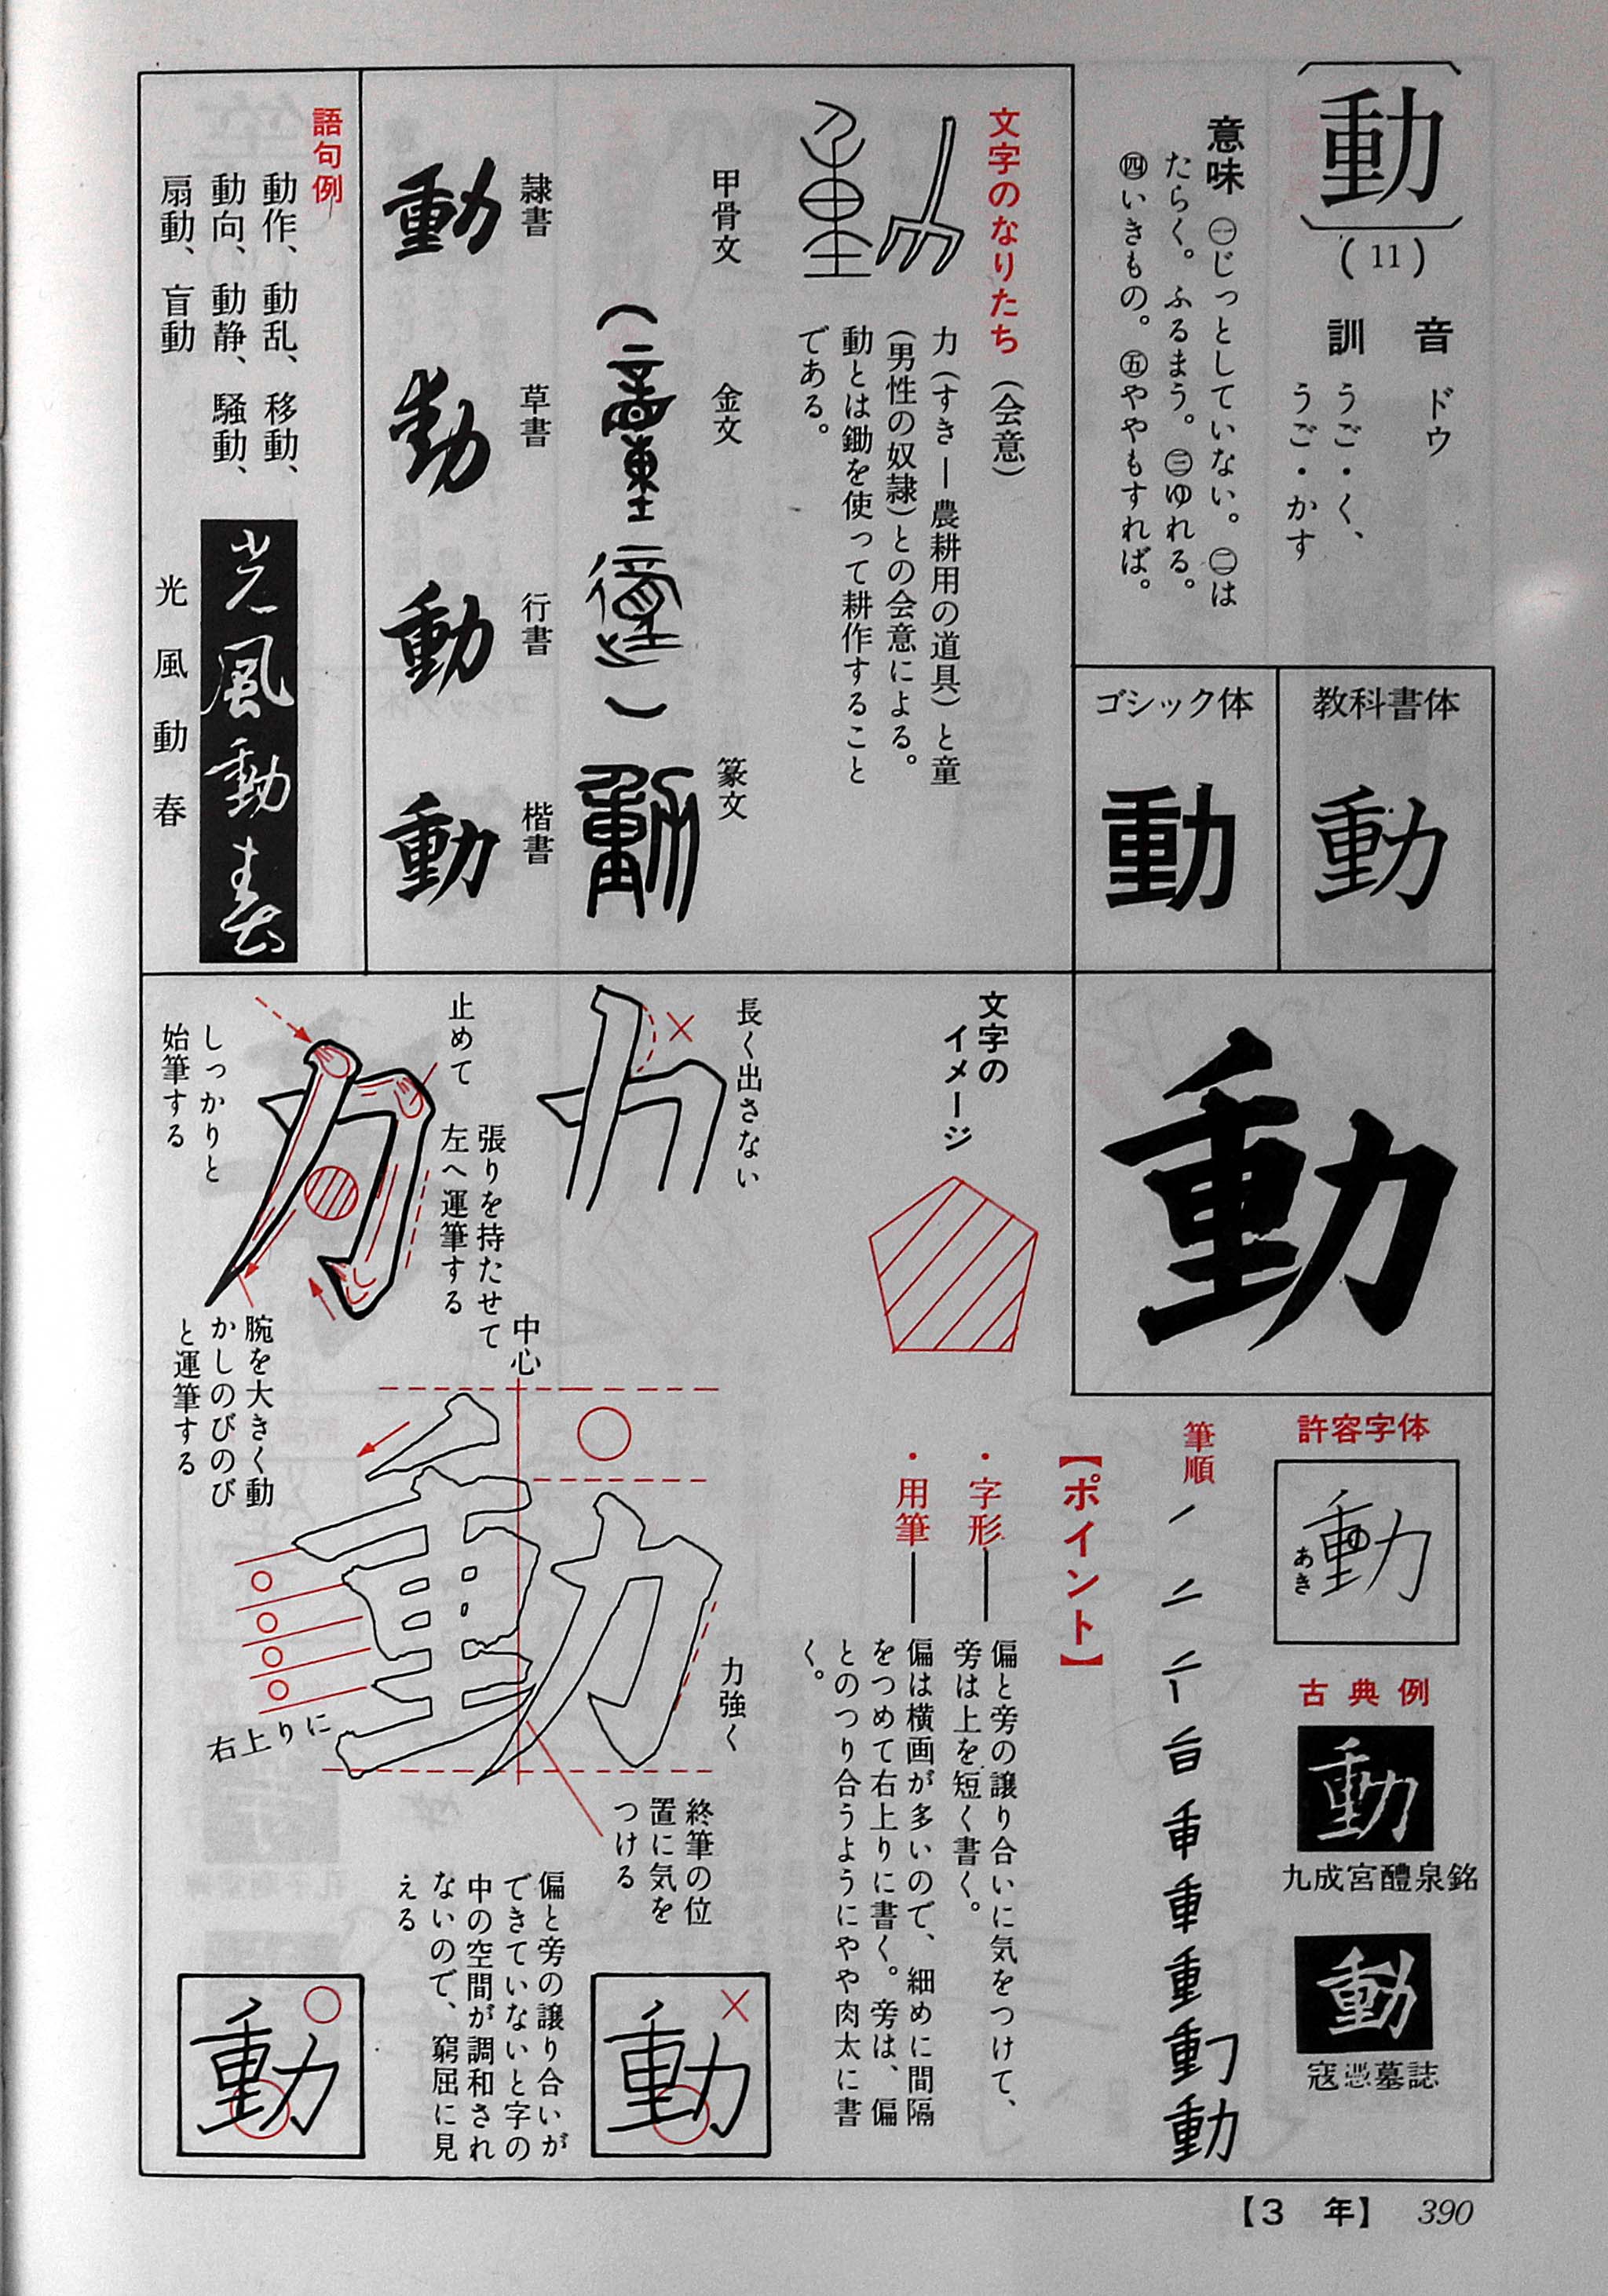 動
(11)
音 ドウ
訓 うご・く、
うご・かす
意味 ㊀じっとしていない。㊁は
たらく。ふるまう。㊂ゆれる。
㊃いきもの。㊄ややもすれば。
教科書体
動
ゴシック体
動
動
許容字体
動
あき
古典例
動
九成宮醴泉銘
動
寇憑墓誌
筆順
動
文字のなりたち(会意)
力(すき―農耕用の道具)と童
(男性の奴隷)との会意による。
動とは鋤を使って耕作すること
である。
甲骨文
金文
篆文
隷書
動
草書
動
行書
動
楷書
動
語句例
動作、動乱、移動、
動向、動静、騒動、
扇動、盲動
光風動春
光風動春
文字の
イメージ
【ポイント】
・字形―偏と旁の譲り合いに気をつけて、
旁は上を短く書く。
・用筆―偏は横画が多いので、細めに間隔
をつめて右上りに書く。旁は、偏
とのつり合うようにやや肉太に書
く。
長く出さない
止めて
張りを持たせて
左へ運筆する
しっかりと
始筆する
腕を大きく動
かしのびのび
と運筆する
中心
動
力強く
右上りに
終筆の位
置に気を
つける
動
偏と旁の譲り合いが
できていないと字の
中の空間が調和され
ないので、窮屈に見
える
動
【3年】 390